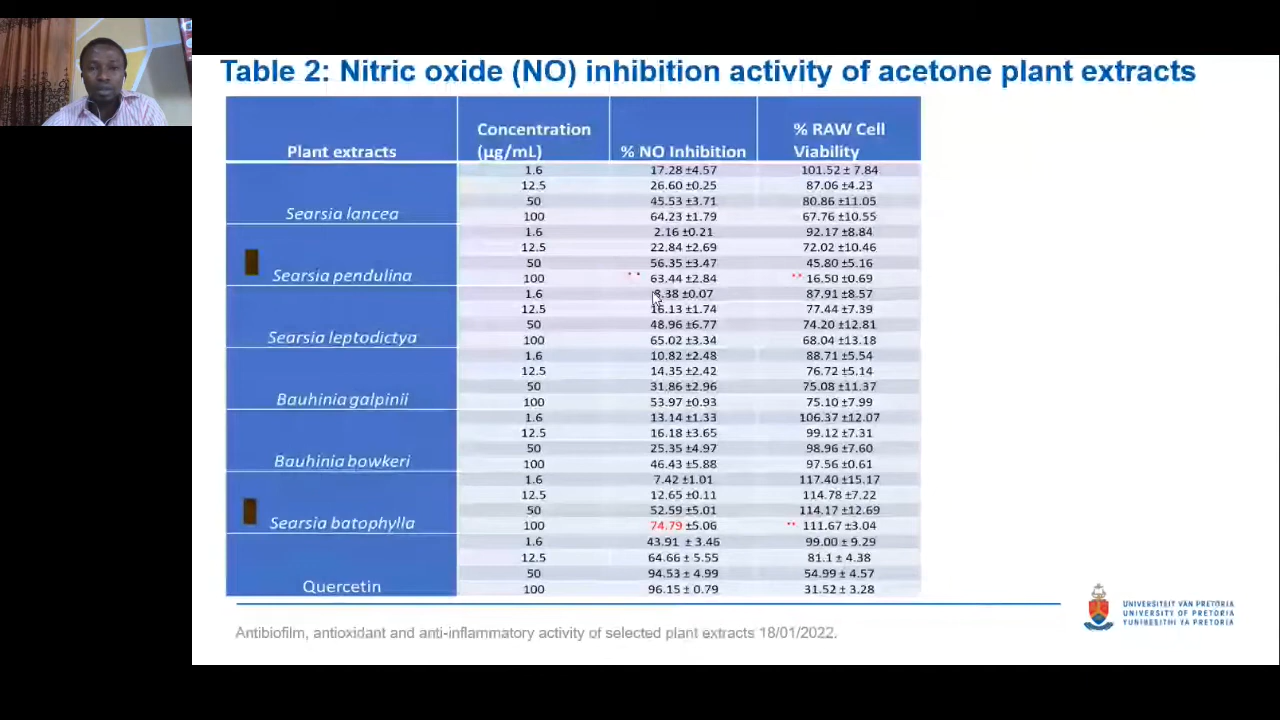 Table 2: Nitric oxide (NO) inhibition activity of acetone plant extracts
Plant extracts Concentration (µg/mL) % NO Inhibition % RAW Cell Viability
Searsia lancea
1.6 17.28 ±4.57 101.52 ± 7.84
12.5 26.60 ±0.25 87.06 ±4.23
50 45.53 ±3.71 80.86 ±11.05
100 64.23 ±1.79 67.76 ±10.55
Searsia pendulina
1.6 2.16 ±0.21 92.17 ±8.84
12.5 22.84 ±2.69 72.02 ±10.46
50 56.35 ±3.47 45.80 ±5.16
100 ** 63.44 ±2.84 ** 16.50 ±0.69
Searsia leptodictya
1.6 8.38 ±0.07 87.91 ±8.57
12.5 16.13 ±1.74 77.44 ±7.39
50 48.96 ±6.77 74.20 ±12.81
100 65.02 ±3.34 68.04 ±13.18
Bauhinia galpinii
1.6 10.82 ±2.48 88.71 ±5.54
12.5 14.35 ±2.42 76.72 ±5.14
50 31.86 ±2.96 75.08 ±11.37
100 53.97 ±0.93 75.10 ±7.99
Bauhinia bowkeri
1.6 13.14 ±1.33 106.37 ±12.07
12.5 16.18 ±3.65 99.12 ±7.31
50 25.35 ±4.97 98.96 ±7.60
100 46.43 ±5.88 97.56 ±0.61
Searsia batophylla
1.6 7.42 ±1.01 117.40 ±15.17
12.5 12.65 ±0.11 114.78 ±7.22
50 52.59 ±5.01 114.17 ±12.69
100 74.79 ±5.06 ** 111.67 ±3.04
Quercetin
1.6 43.91 ± 3.46 99.00 ± 9.29
12.5 64.66 ± 5.55 81.1 ± 4.38
50 94.53 ± 4.99 54.99 ± 4.57
100 96.15 ± 0.79 31.52 ± 3.28
UNIVERSITEIT VAN PRETORIA
UNIVERSITY OF PRETORIA
YUNIBESITHI YA PRETORIA
Antibiofilm, antioxidant and anti-inflammatory activity of selected plant extracts 18/01/2022.